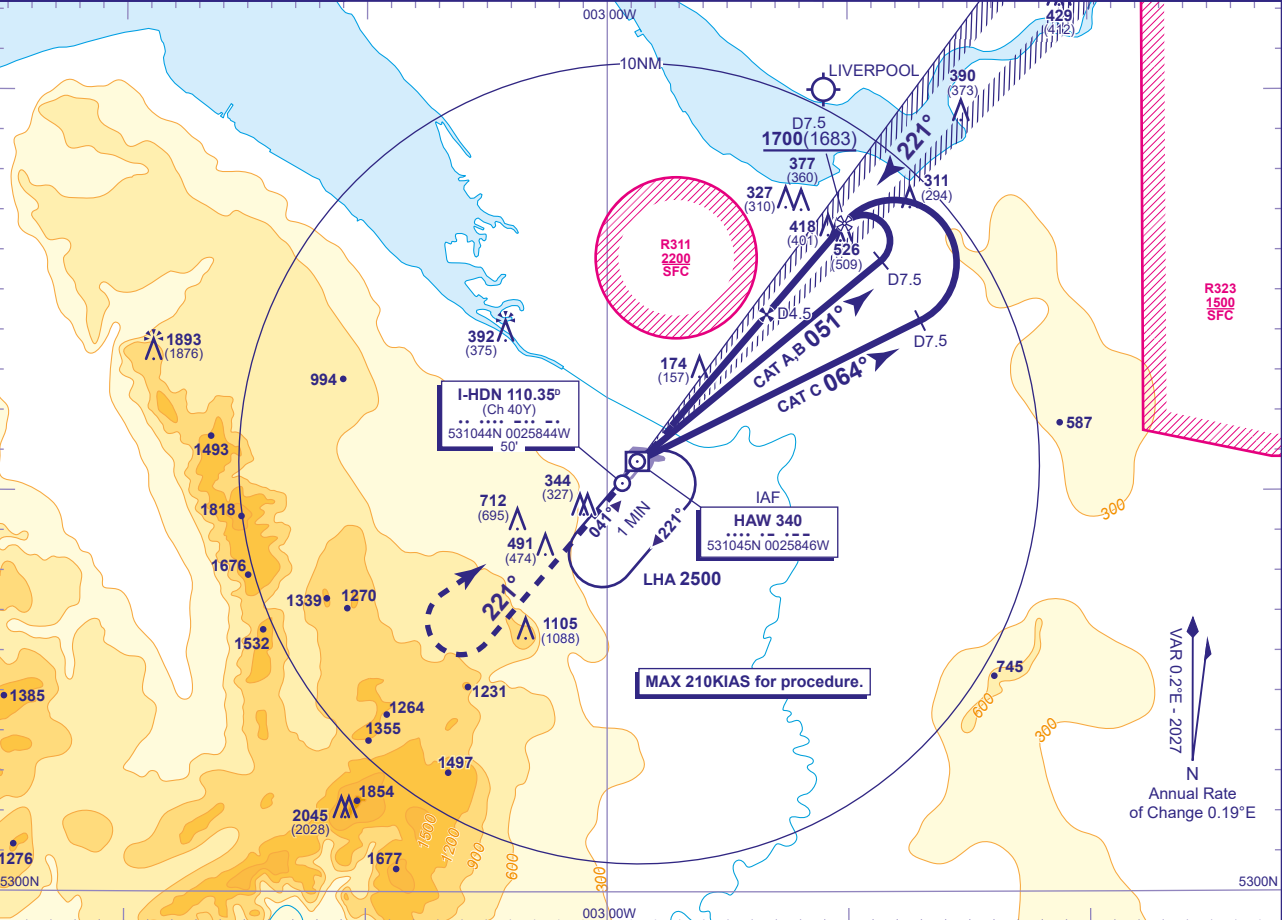 003°00'W
429
(412)
10NM
LIVERPOOL
390
(373)
D7.5
1700(1683)
221°
377
(360)
327
(310)
311
(294)
418
(401)
526
(509)
R311
2200
SFC
D7.5
R323
1500
SFC
D4.5
1893
(1876)
392
(375)
D7.5
CAT A,B 051°
174
(157)
994
CAT C 064°
I-HDN 110.35ᴰ
(Ch 40Y)
531044N 0025844W
50'
587
1493
344
(327)
IAF
712
(695)
041°
1 MIN
221°
HAW 340
531045N 0025846W
300
1818
491
(474)
1676
LHA 2500
221°
1339
1270
1105
(1088)
1532
745
MAX 210KIAS for procedure.
1385
1231
600
300
VAR 0.2°E - 2027
1264
1355
1497
N
Annual Rate
of Change 0.19°E
1854
2045
(2028)
1500
1200
900
600
300
1276
1677
5300N
5300N
003°00'W